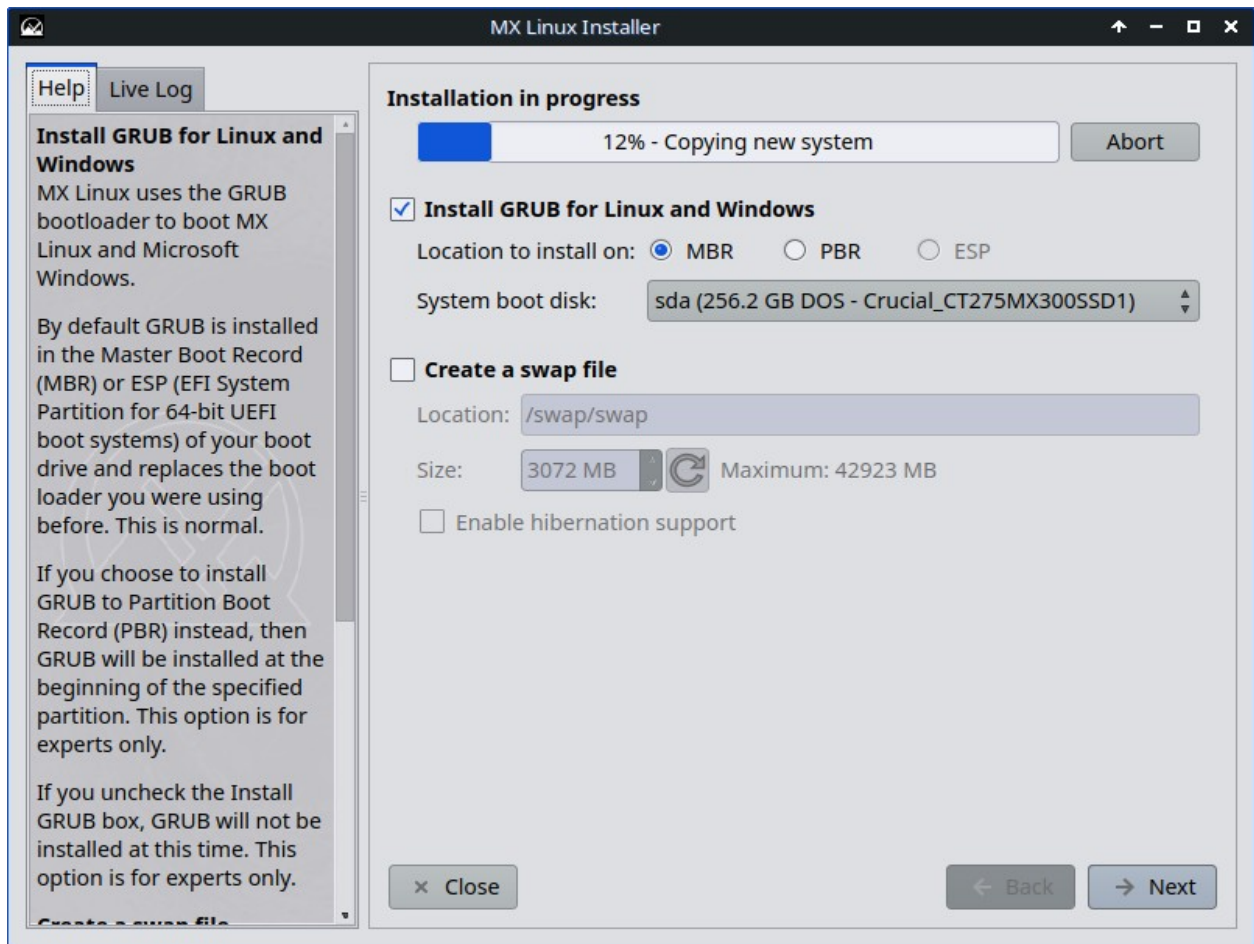 MX Linux Installer
Help
Live Log
Install GRUB for Linux and
Windows
MX Linux uses the GRUB
bootloader to boot MX
Linux and Microsoft
Windows.
By default GRUB is installed
in the Master Boot Record
(MBR) or ESP (EFI System
Partition for 64-bit UEFI
boot systems) of your boot
drive and replaces the boot
loader you were using
before. This is normal.
If you choose to install
GRUB to Partition Boot
Record (PBR) instead, then
GRUB will be installed at the
beginning of the specified
partition. This option is for
experts only.
If you uncheck the Install
GRUB box, GRUB will not be
installed at this time. This
option is for experts only.
Create a swap file
Installation in progress
12% - Copying new system
Abort
Install GRUB for Linux and Windows
Location to install on: MBR PBR ESP
System boot disk: sda (256.2 GB DOS - Crucial_CT275MX300SSD1)
Create a swap file
Location: /swap/swap
Size: 3072 MB Maximum: 42923 MB
Enable hibernation support
Close
Back
Next